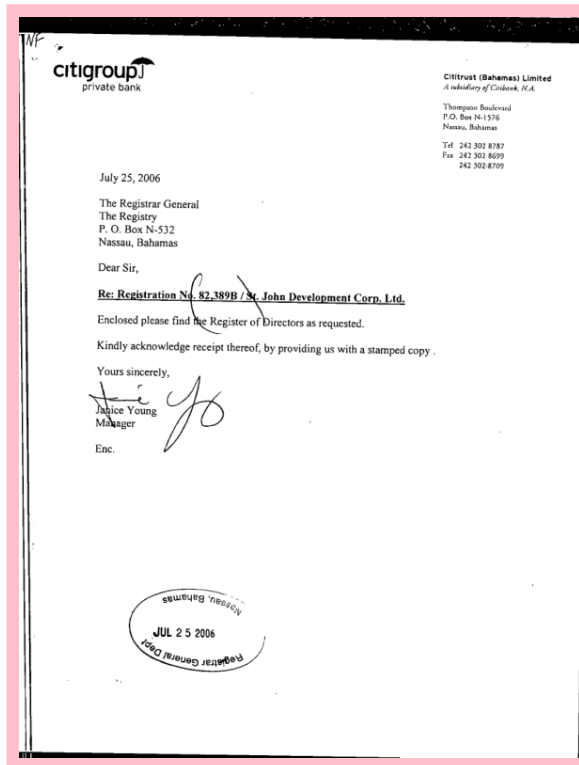 NF
citigroup
private bank
Cititrust (Bahamas) Limited
A subsidiary of Citibank, N.A.
Thompson Boulevard
P.O. Box N-1576
Nassau, Bahamas
Tel 242 302 8787
Fax 242 302 8699
242 302-8709
July 25, 2006
The Registrar General
The Registry
P. O. Box N-532
Nassau, Bahamas
Dear Sir,
Re: Registration No. 82,389B / St. John Development Corp. Ltd.
Enclosed please find the Register of Directors as requested.
Kindly acknowledge receipt thereof, by providing us with a stamped copy .
Yours sincerely,
Janice Young
Manager
Enc.
Nassau, Bahamas
JUL 25 2006
Registrar General Dept